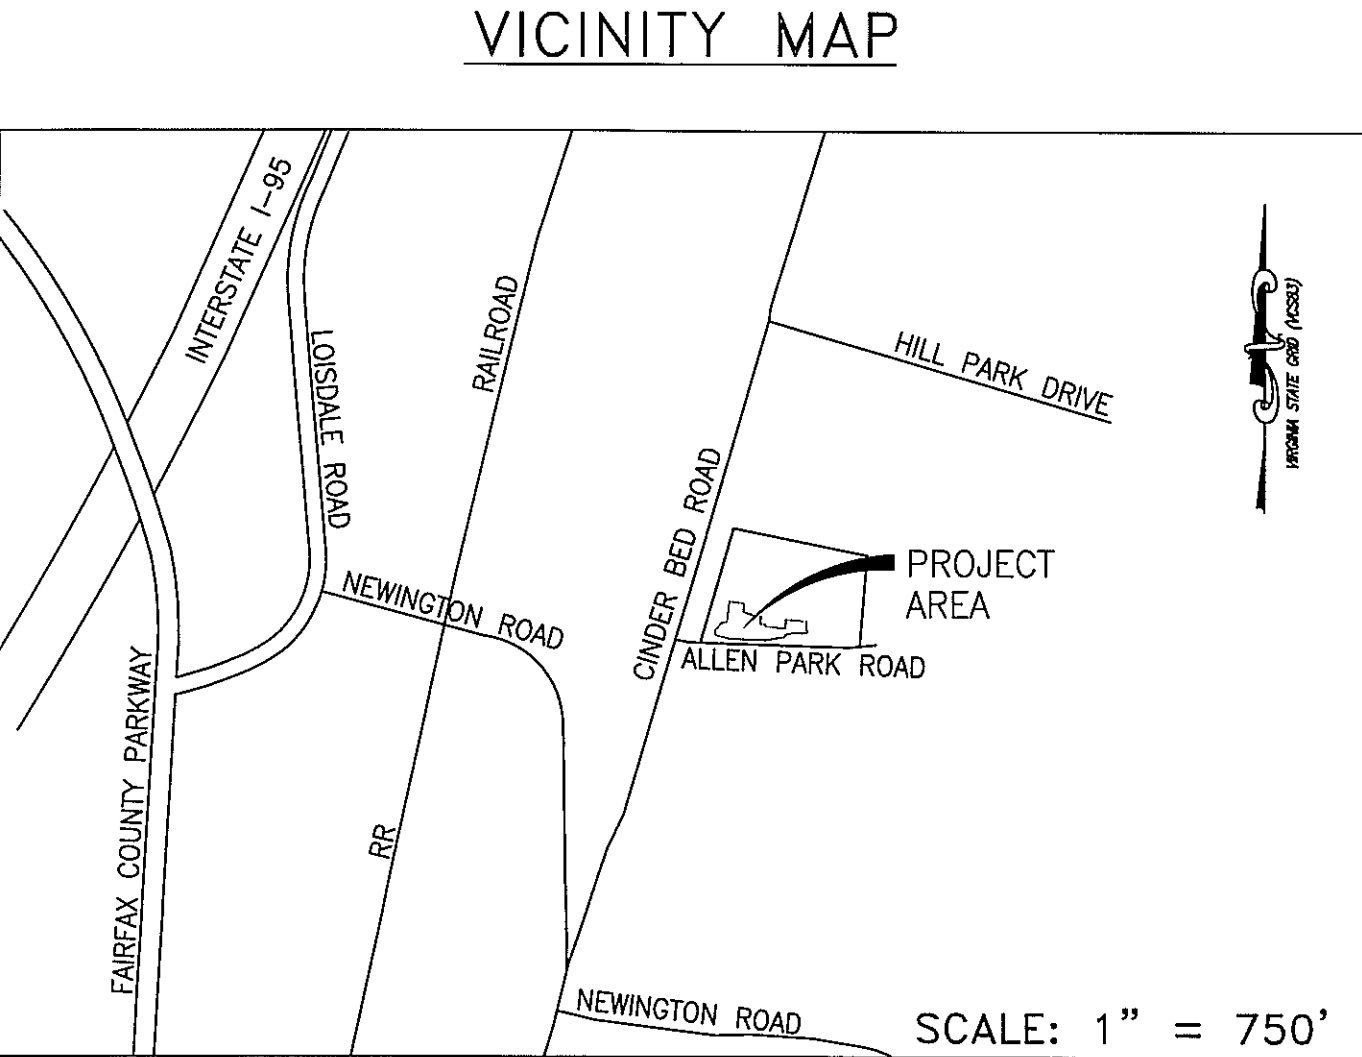 VICINITY MAP
INTERSTATE I-95
LOISDALE ROAD
RAILROAD
HILL PARK DRIVE
VIRGINIA STATE GRID (VCS83)
CINDER BED ROAD
PROJECT
AREA
NEWINGTON ROAD
ALLEN PARK ROAD
FAIRFAX COUNTY PARKWAY
RR
NEWINGTON ROAD
SCALE: 1" = 750'